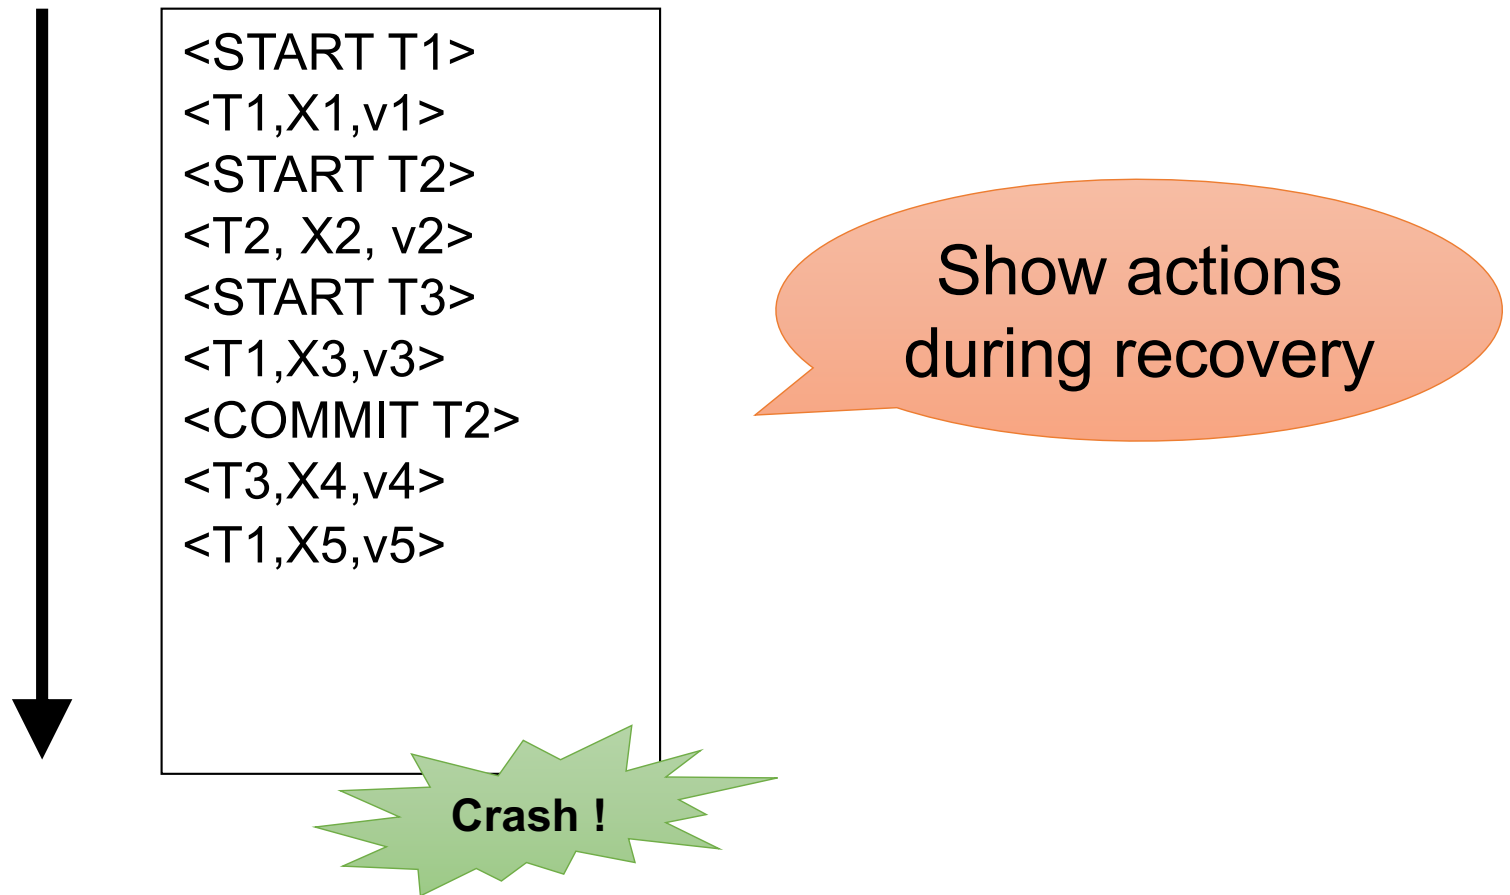 <START T1>
<T1,X1,v1>
<START T2>
<T2, X2, v2>
<START T3>
<T1,X3,v3>
<COMMIT T2>
<T3,X4,v4>
<T1,X5,v5>
Show actions
during recovery
Crash !